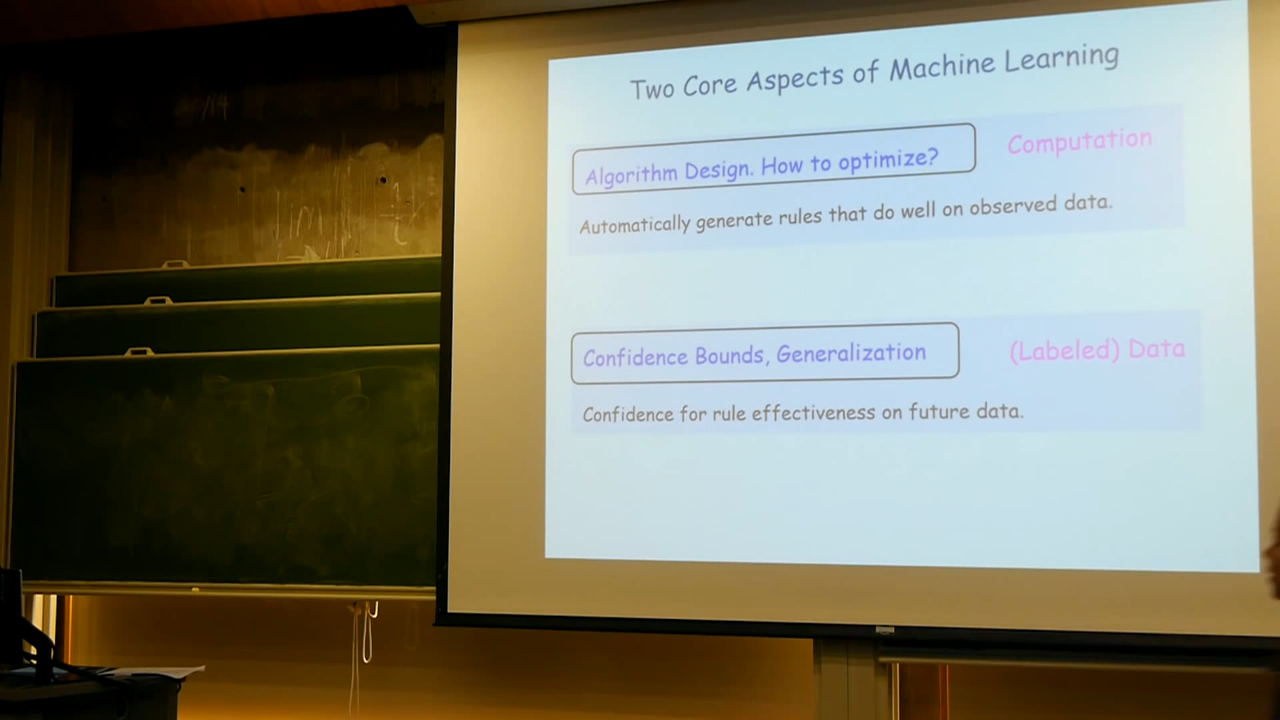 Two Core Aspects of Machine Learning
Algorithm Design. How to optimize?
Computation
Automatically generate rules that do well on observed data.
Confidence Bounds, Generalization
(Labeled) Data
Confidence for rule effectiveness on future data.